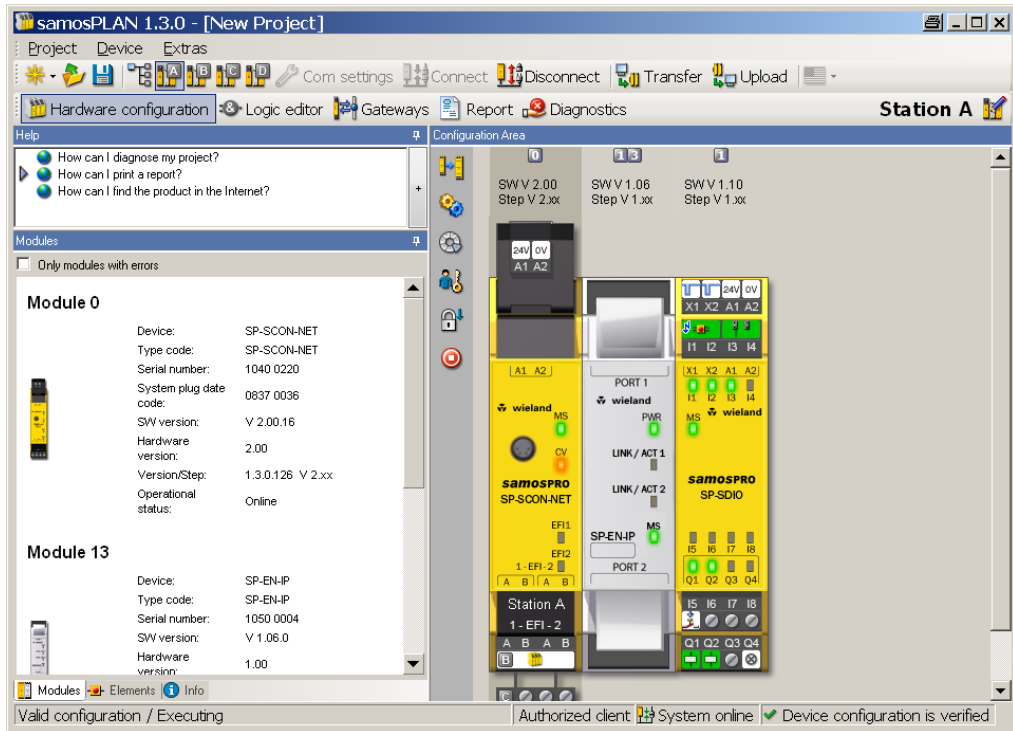 samosPLAN 1.3.0 - [New Project]
Project Device Extras
A B C D Com settings Connect Disconnect Transfer Upload
Hardware configuration Logic editor Gateways Report Diagnostics Station A
Help
How can I diagnose my project?
How can I print a report?
How can I find the product in the Internet?
+
Modules
Only modules with errors
Module 0
Device: SP-SCON-NET
Type code: SP-SCON-NET
Serial number: 1040 0220
System plug date code: 0837 0036
SW version: V 2.00.16
Hardware version: 2.00
Version/Step: 1.3.0.126 V 2.xx
Operational status: Online
Module 13
Device: SP-EN-IP
Type code: SP-EN-IP
Serial number: 1050 0004
SW version: V 1.06.0
Hardware version: 1.00
Modules Elements Info
Configuration Area
0 13 1
SW V 2.00 SW V 1.06 SW V 1.10
Step V 2.xx Step V 1.xx Step V 1.xx
24V 0V
A1 A2
A1 A2
wieland
MS
CV
samosPRO
SP-SCON-NET
EFI1
EFI2
1 - EFI - 2
A B A B
Station A
1 - EFI - 2
A B A B
B
C
PORT 1
wieland
PWR
LINK / ACT 1
LINK / ACT 2
MS
SP-EN-IP
PORT 2
24V 0V
X1 X2 A1 A2
I1 I2 I3 I4
X1 X2 A1 A2
I1 I2 I3 I4
MS wieland
samosPRO
SP-SDIO
I5 I6 I7 I8
Q1 Q2 Q3 Q4
I5 I6 I7 I8
Q1 Q2 Q3 Q4
Valid configuration / Executing
Authorized client System online Device configuration is verified